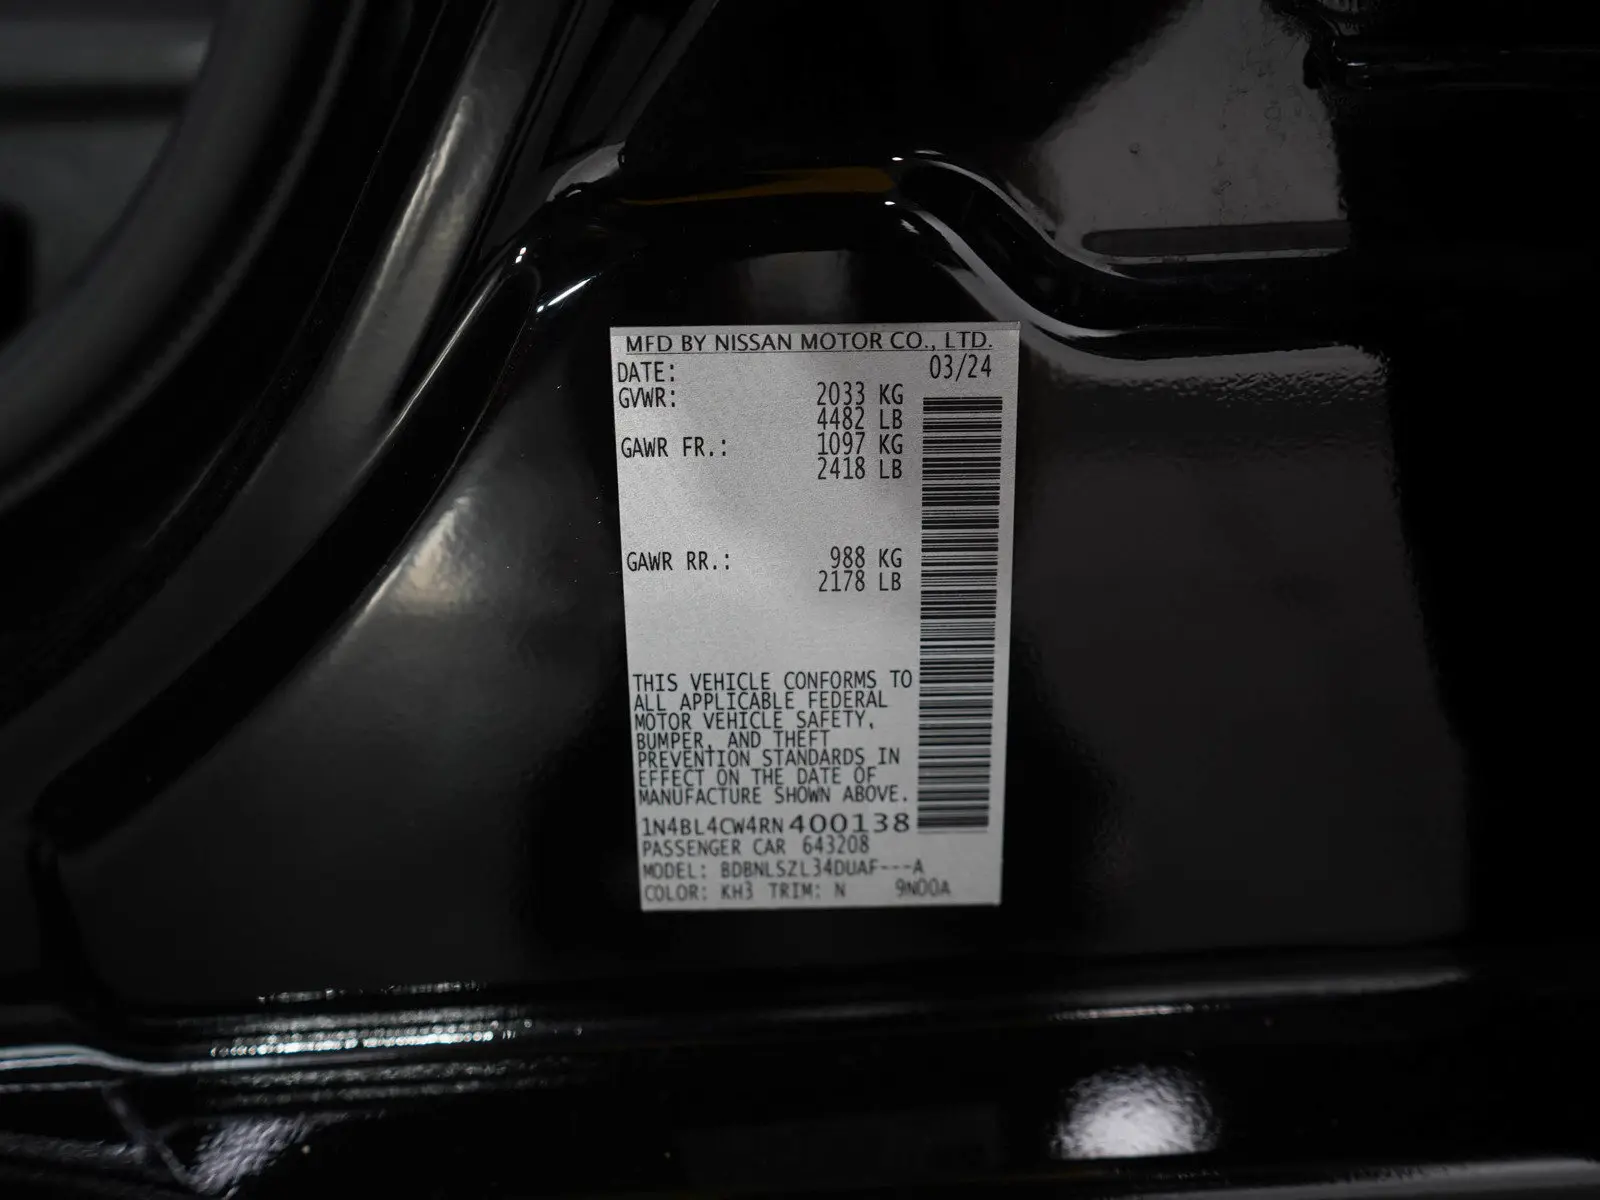 MFD BY NISSAN MOTOR CO., LTD.
DATE: 03/24
GVWR: 2033 KG
4482 LB
GAWR FR.: 1097 KG
2418 LB
GAWR RR.: 988 KG
2178 LB
THIS VEHICLE CONFORMS TO
ALL APPLICABLE FEDERAL
MOTOR VEHICLE SAFETY,
BUMPER, AND THEFT
PREVENTION STANDARDS IN
EFFECT ON THE DATE OF
MANUFACTURE SHOWN ABOVE.
1N4BL4CW4RN400138
PASSENGER CAR 643208
MODEL: BDBNLSZL34DUAF---A
COLOR: KH3 TRIM: N 9N00A